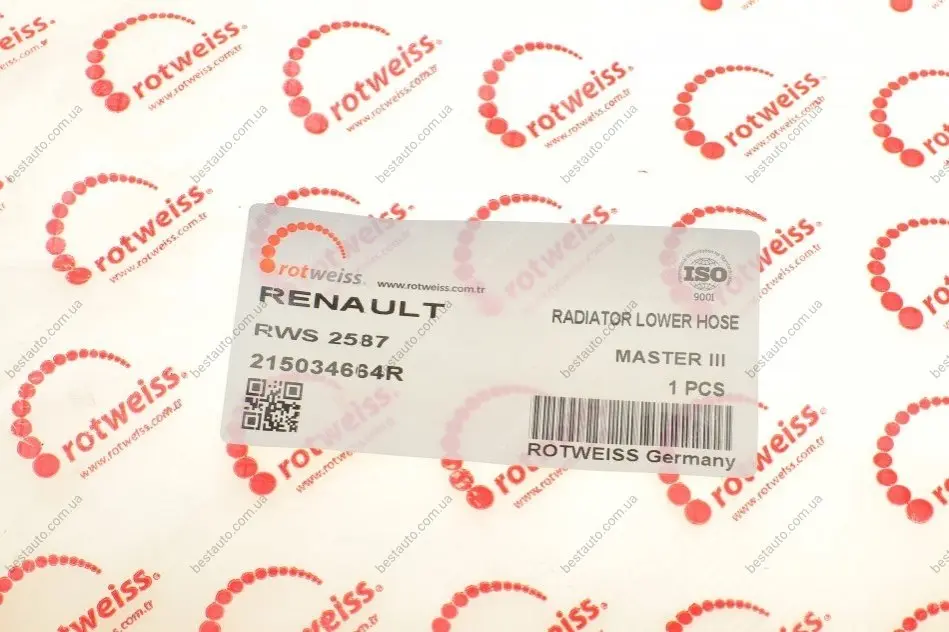 rotweiss
www.rotweiss.com.tr
RENAULT
RWS 2587
215034664R
ISO
9001
RADIATOR LOWER HOSE
MASTER III
1 PCS
ROTWEISS Germany
rotweiss®
www.rotweiss.com.tr
bestauto.com.ua